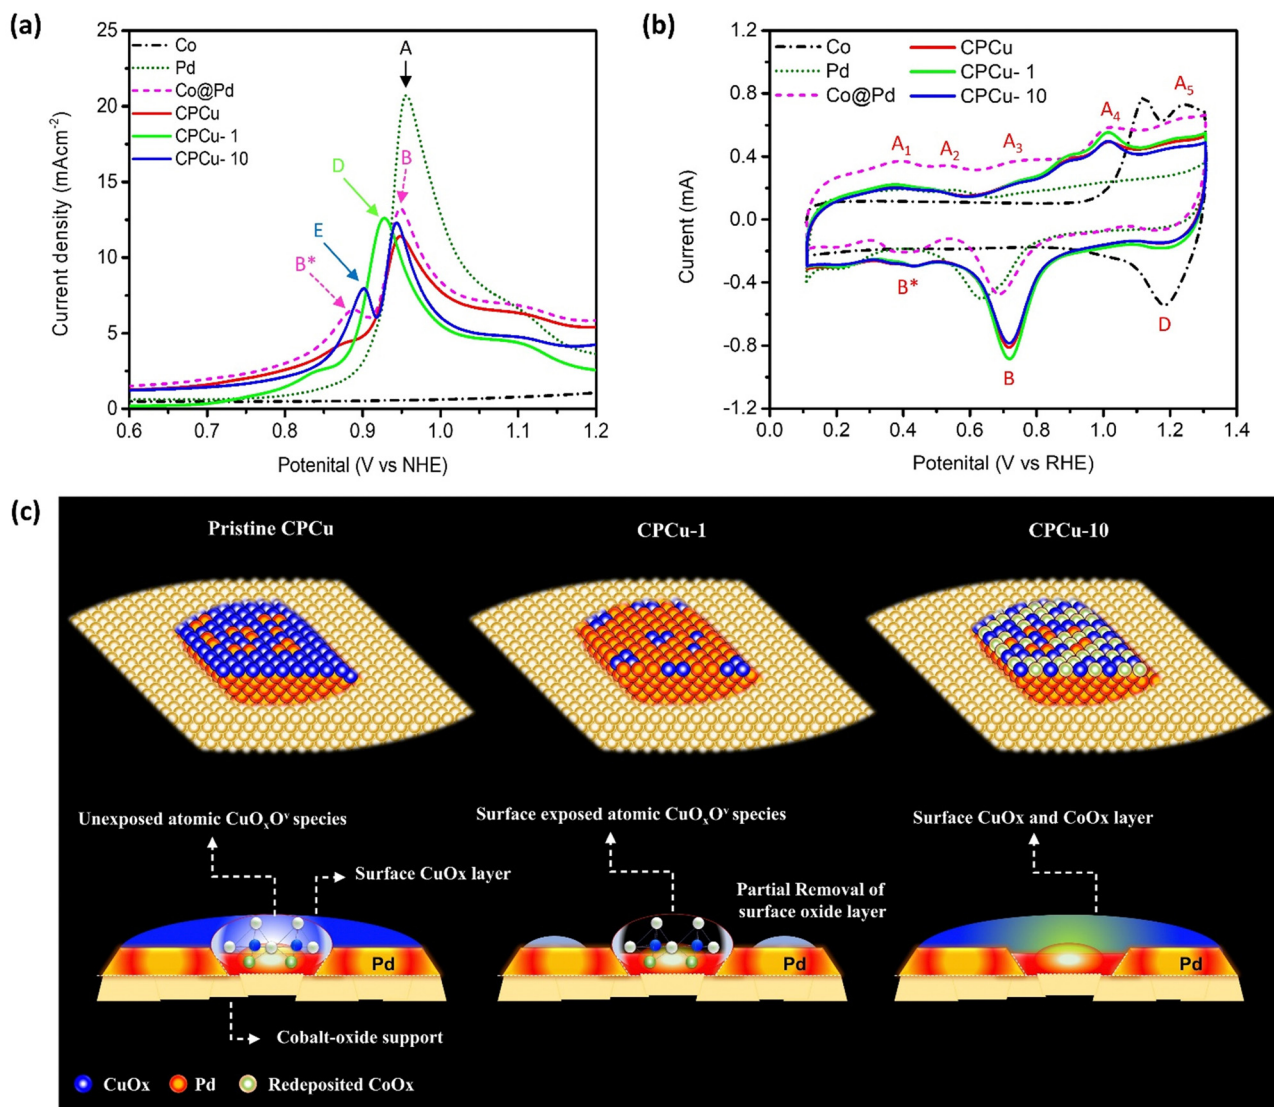 (a)
25
20
15
10
5
0
Current density (mAcm⁻²)
Co
Pd
Co@Pd
CPCu
CPCu- 1
CPCu- 10
A
B
D
E
B*
0.6 0.7 0.8 0.9 1.0 1.1 1.2
Potenital (V vs NHE)
(b)
1.2
0.8
0.4
0.0
-0.4
-0.8
-1.2
Current (mA)
Co
Pd
Co@Pd
CPCu
CPCu- 1
CPCu- 10
A₁
A₂
A₃
A₄
A₅
B*
B
D
0.0 0.2 0.4 0.6 0.8 1.0 1.2 1.4
Potenital (V vs RHE)
(c)
Pristine CPCu
CPCu-1
CPCu-10
Unexposed atomic CuOₓOᵛ species
Surface CuOx layer
Pd
Cobalt-oxide support
Surface exposed atomic CuOₓOᵛ species
Partial Removal of
surface oxide layer
Pd
Surface CuOx and CoOx layer
Pd
CuOx
Pd
Redeposited CoOx